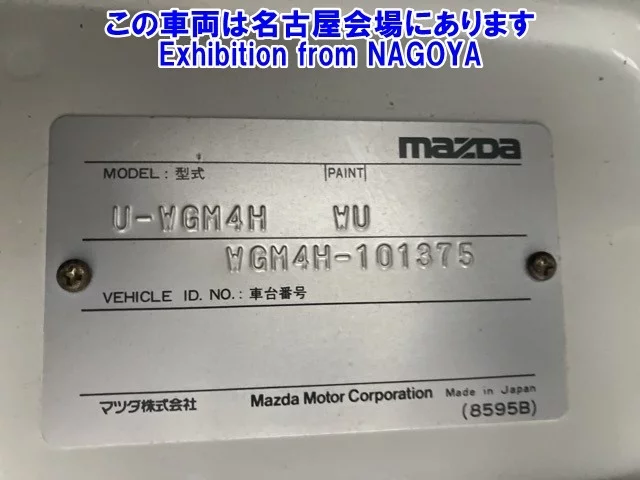 この車両は名古屋会場にあります
Exhibition from NAGOYA
mazda
MODEL : 型式 PAINT
U-WGM4H WU
WGM4H-101375
VEHICLE ID. NO. : 車台番号
マツダ株式会社 Mazda Motor Corporation Made in Japan
(8595B)